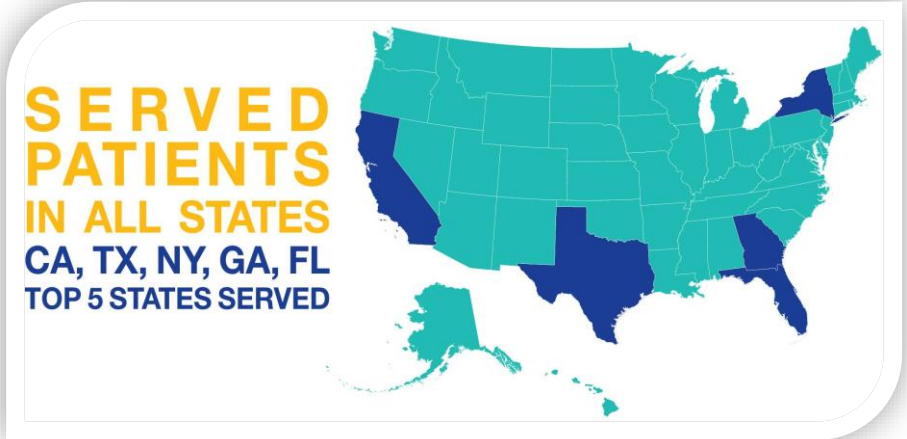 SERVED
PATIENTS
IN ALL STATES
CA, TX, NY, GA, FL
TOP 5 STATES SERVED